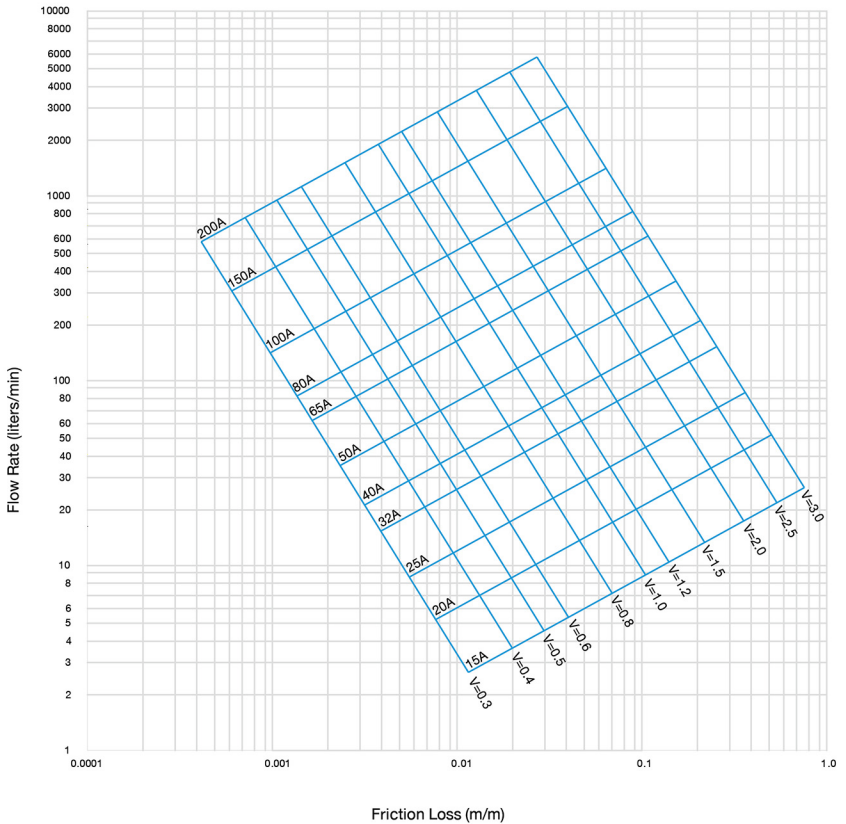 10000
8000
6000
5000
4000
3000
2000
1000
800
600
500
400
300
200
100
80
60
50
40
30
20
10
8
6
5
4
3
2
1
Flow Rate (liters/min)
200A
150A
100A
80A
65A
50A
40A
32A
25A
20A
15A
V=0.3
V=0.4
V=0.5
V=0.6
V=0.8
V=1.0
V=1.2
V=1.5
V=2.0
V=2.5
V=3.0
0.0001 0.001 0.01 0.1 1.0
Friction Loss (m/m)